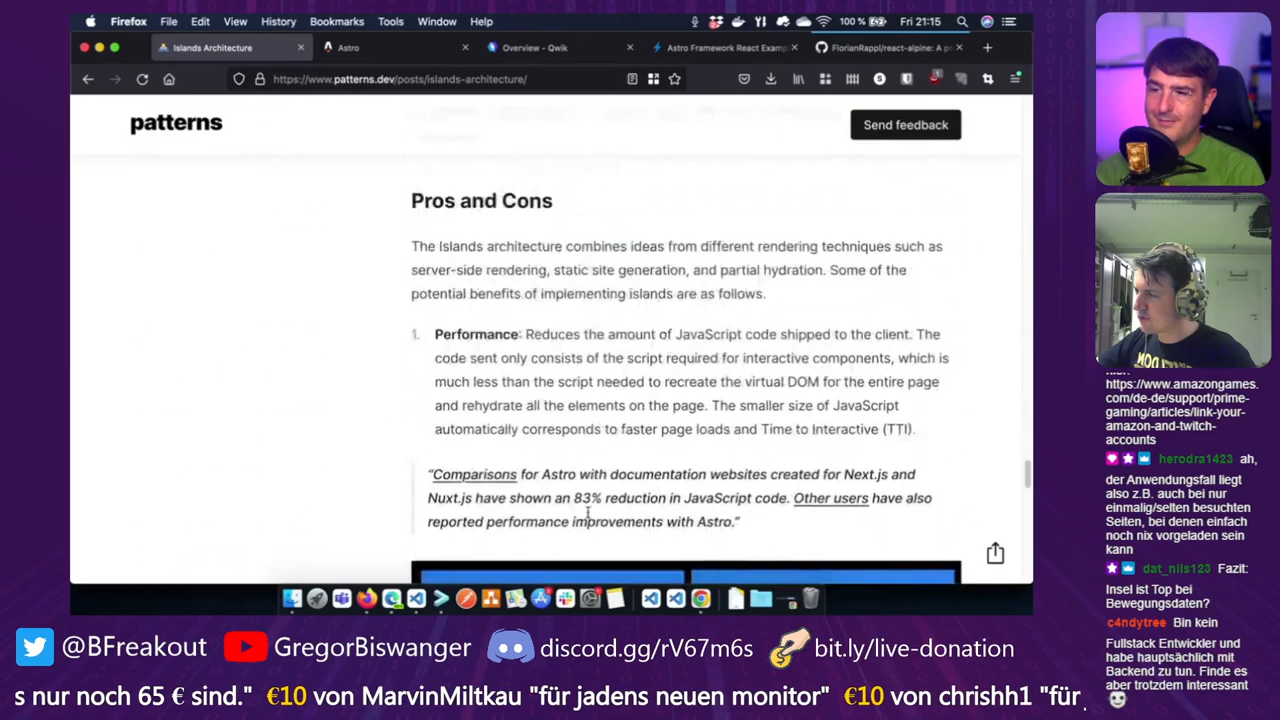 Firefox File Edit View History Bookmarks Tools Window Help
100 % Fri 21:15
Islands Architecture
Astro
Overview - Qwik
Astro Framework React Examp
FlorianRappl/react-alpine: A p
https://www.patterns.dev/posts/islands-architecture/
patterns
Send feedback
Pros and Cons
The Islands architecture combines ideas from different rendering techniques such as
server-side rendering, static site generation, and partial hydration. Some of the
potential benefits of implementing islands are as follows.
1. Performance: Reduces the amount of JavaScript code shipped to the client. The
code sent only consists of the script required for interactive components, which is
much less than the script needed to recreate the virtual DOM for the entire page
and rehydrate all the elements on the page. The smaller size of JavaScript
automatically corresponds to faster page loads and Time to Interactive (TTI).
“Comparisons for Astro with documentation websites created for Next.js and
Nuxt.js have shown an 83% reduction in JavaScript code. Other users have also
reported performance improvements with Astro.”
https://www.amazongames.
com/de-de/support/prime-
gaming/articles/link-your-
amazon-and-twitch-
accounts
herodra1423 ah,
der Anwendungsfall liegt
also z.B. auch bei nur
einmalig/selten besuchten
Seiten, bei denen einfach
noch nix vorgeladen sein
kann
dat_nils123 Fazit:
Insel ist Top bei
Bewegungsdaten?
c4ndytree Bin kein
Fullstack Entwickler und
habe hauptsächlich mit
Backend zu tun. Finde es
aber trotzdem interessant
@BFreakout
GregorBiswanger
discord.gg/rV67m6s
bit.ly/live-donation
s nur noch 65 € sind." €10 von MarvinMiltkau "für jadens neuen monitor" €10 von chrishh1 "für